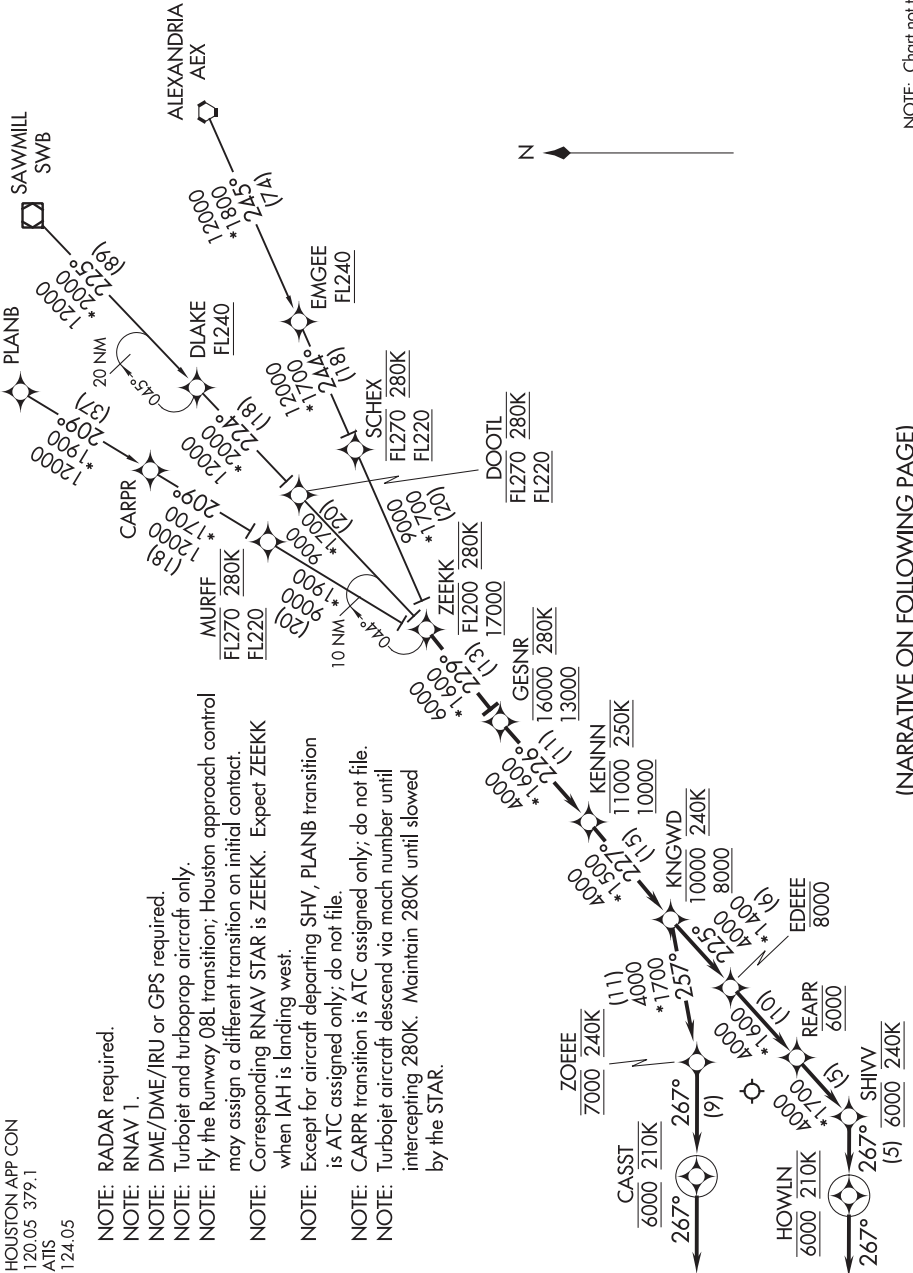 HOUSTON APP CON
120.05 379.1
ATIS
124.05
NOTE: RADAR required.
NOTE: RNAV 1.
NOTE: DME/DME/IRU or GPS required.
NOTE: Turbojet and turboprop aircraft only.
NOTE: Fly the Runway 08L transition; Houston approach control
may assign a different transition on initial contact.
NOTE: Corresponding RNAV STAR is ZEEKK. Expect ZEEKK
when IAH is landing west.
NOTE: Except for aircraft departing SHV, PLANB transition
is ATC assigned only; do not file.
NOTE: CARPR transition is ATC assigned only; do not file.
NOTE: Turbojet aircraft descend via mach number until
intercepting 280K. Maintain 280K until slowed
by the STAR.
PLANB
12000
*1900
209°
(37)
CARPR
(18)
12000
*1700
209°
MURFF
FL270 280K
FL220
(20)
9000
*1900
SAWMILL
SWB
12000
*2000
225°
(89)
20 NM
045°
DLAKE
FL240
12000
*2000
224°
(18)
DOOTL
FL270 280K
FL220
9000
*1700
(20)
ALEXANDRIA
AEX
12000
*1800
245°
(74)
EMGEE
FL240
12000
*1700
244°
(18)
SCHEX
FL270 280K
FL220
9000
*1700
(20)
10 NM
044°
ZEEKK
FL200 280K
17000
6000
*1600
229°
(13)
GESNR
16000 280K
13000
4000
*1600
226°
(11)
KENNN
11000 250K
10000
4000
*1500
227°
(15)
KNGWD
10000 240K
8000
(11)
4000
*1700
257°
ZOEEE
7000 240K
267°
(9)
CASST
6000 210K
267°
225°
4000
*1400
(6)
EDEEE
8000
4000
*1600
(10)
REAPR
6000
4000
*1700
(5)
SHIVV
6000 240K
267°
(5)
HOWLN
6000 210K
267°
N
(NARRATIVE ON FOLLOWING PAGE)
NOTE: Chart not